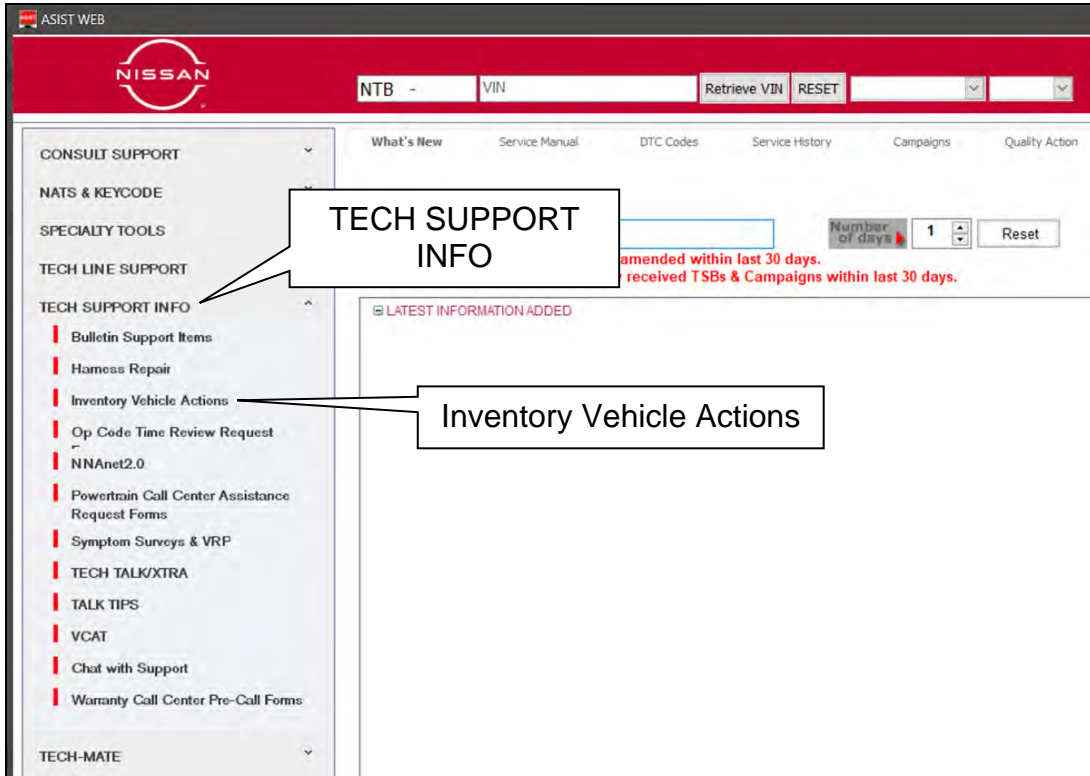 ASIST WEB
NISSAN
NTB -
VIN
Retrieve VIN
RESET
What's New
Service Manual
DTC Codes
Service History
Campaigns
Quality Action
CONSULT SUPPORT
NATS & KEYCODE
SPECIALTY TOOLS
TECH LINE SUPPORT
TECH SUPPORT INFO
Bulletin Support Items
Harness Repair
Inventory Vehicle Actions
Op Code Time Review Request
NNAnet2.0
Powertrain Call Center Assistance
Request Forms
Symptom Surveys & VRP
TECH TALK/XTRA
TALK TIPS
VCAT
Chat with Support
Warranty Call Center Pre-Call Forms
TECH-MATE
TECH SUPPORT
INFO
Number
of days
1
Reset
amended within last 30 days.
received TSBs & Campaigns within last 30 days.
LATEST INFORMATION ADDED
Inventory Vehicle Actions